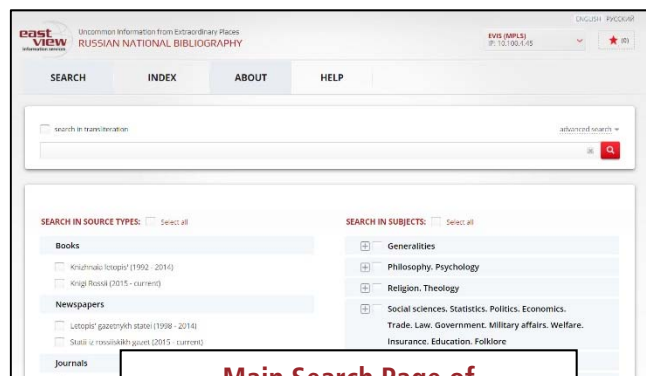 ENGLISH РУССКИЙ
east view
information services
Uncommon Information from Extraordinary Places
RUSSIAN NATIONAL BIBLIOGRAPHY
EVIS (MPLS)
IP: 10.100.4.45
(0)
SEARCH INDEX ABOUT HELP
search in transliteration
advanced search
SEARCH IN SOURCE TYPES: Select all
Books
Knizhnaia letopis' (1992 - 2014)
Knigi Rossii (2015 - current)
Newspapers
Letopis' gazetnykh statei (1998 - 2014)
Statii iz rossiiskikh gazet (2015 - current)
Journals
SEARCH IN SUBJECTS: Select all
Generalities
Philosophy. Psychology
Religion. Theology
Social sciences. Statistics. Politics. Economics.
Trade. Law. Government. Military affairs. Welfare.
Insurance. Education. Folklore
Main Search Page of